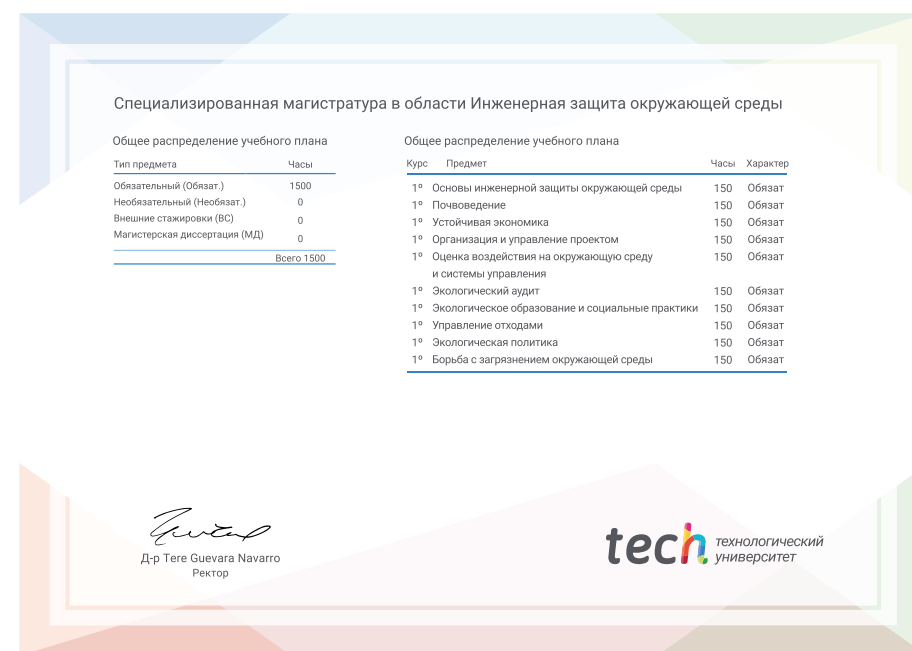 Специализированная магистратура в области Инженерная защита окружающей среды
Общее распределение учебного плана
Тип предмета Часы
Обязательный (Обязат.) 1500
Необязательный (Необязат.) 0
Внешние стажировки (ВС) 0
Магистерская диссертация (МД) 0
Всего 1500
Общее распределение учебного плана
Курс Предмет Часы Характер
1º Основы инженерной защиты окружающей среды 150 Обязат
1º Почвоведение 150 Обязат
1º Устойчивая экономика 150 Обязат
1º Организация и управление проектом 150 Обязат
1º Оценка воздействия на окружающую среду 150 Обязат
и системы управления
1º Экологический аудит 150 Обязат
1º Экологическое образование и социальные практики 150 Обязат
1º Управление отходами 150 Обязат
1º Экологическая политика 150 Обязат
1º Борьба с загрязнением окружающей среды 150 Обязат
Д-р Tere Guevara Navarro
Ректор
tech технологический
университет